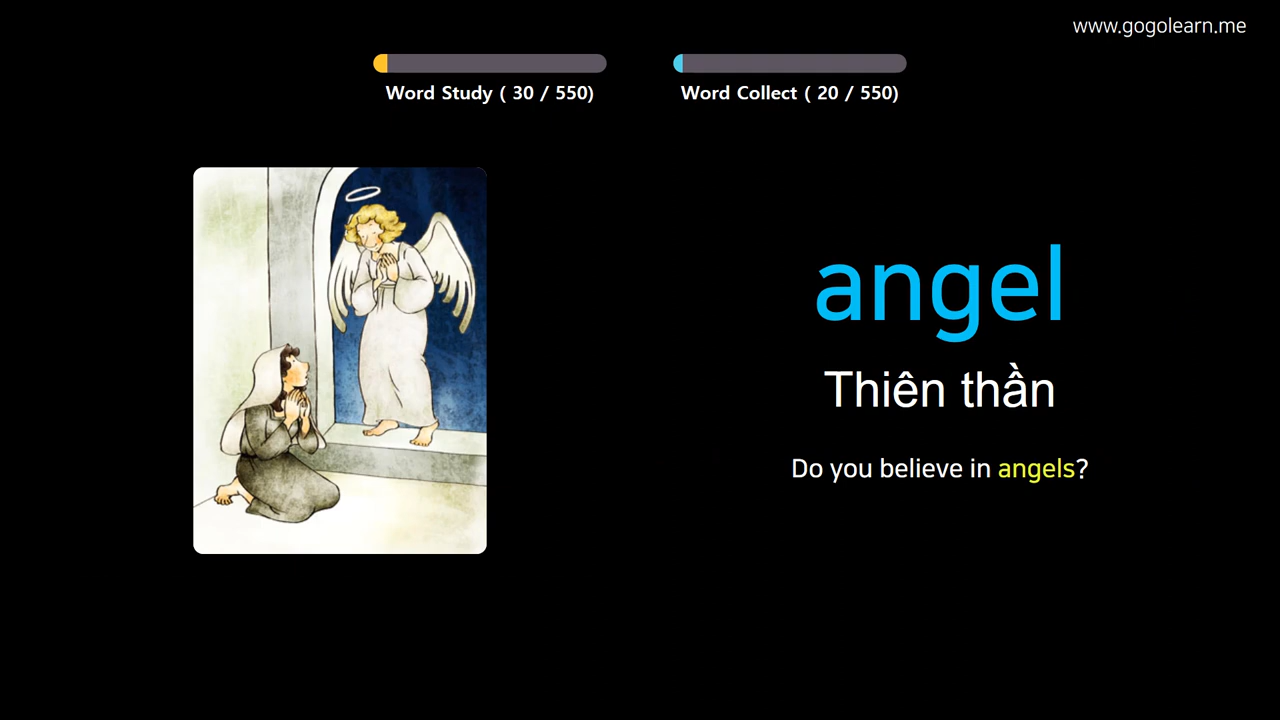 www.gogolearn.me
Word Study ( 30 / 550)
Word Collect ( 20 / 550)
angel
Thiên thần
Do you believe in angels?